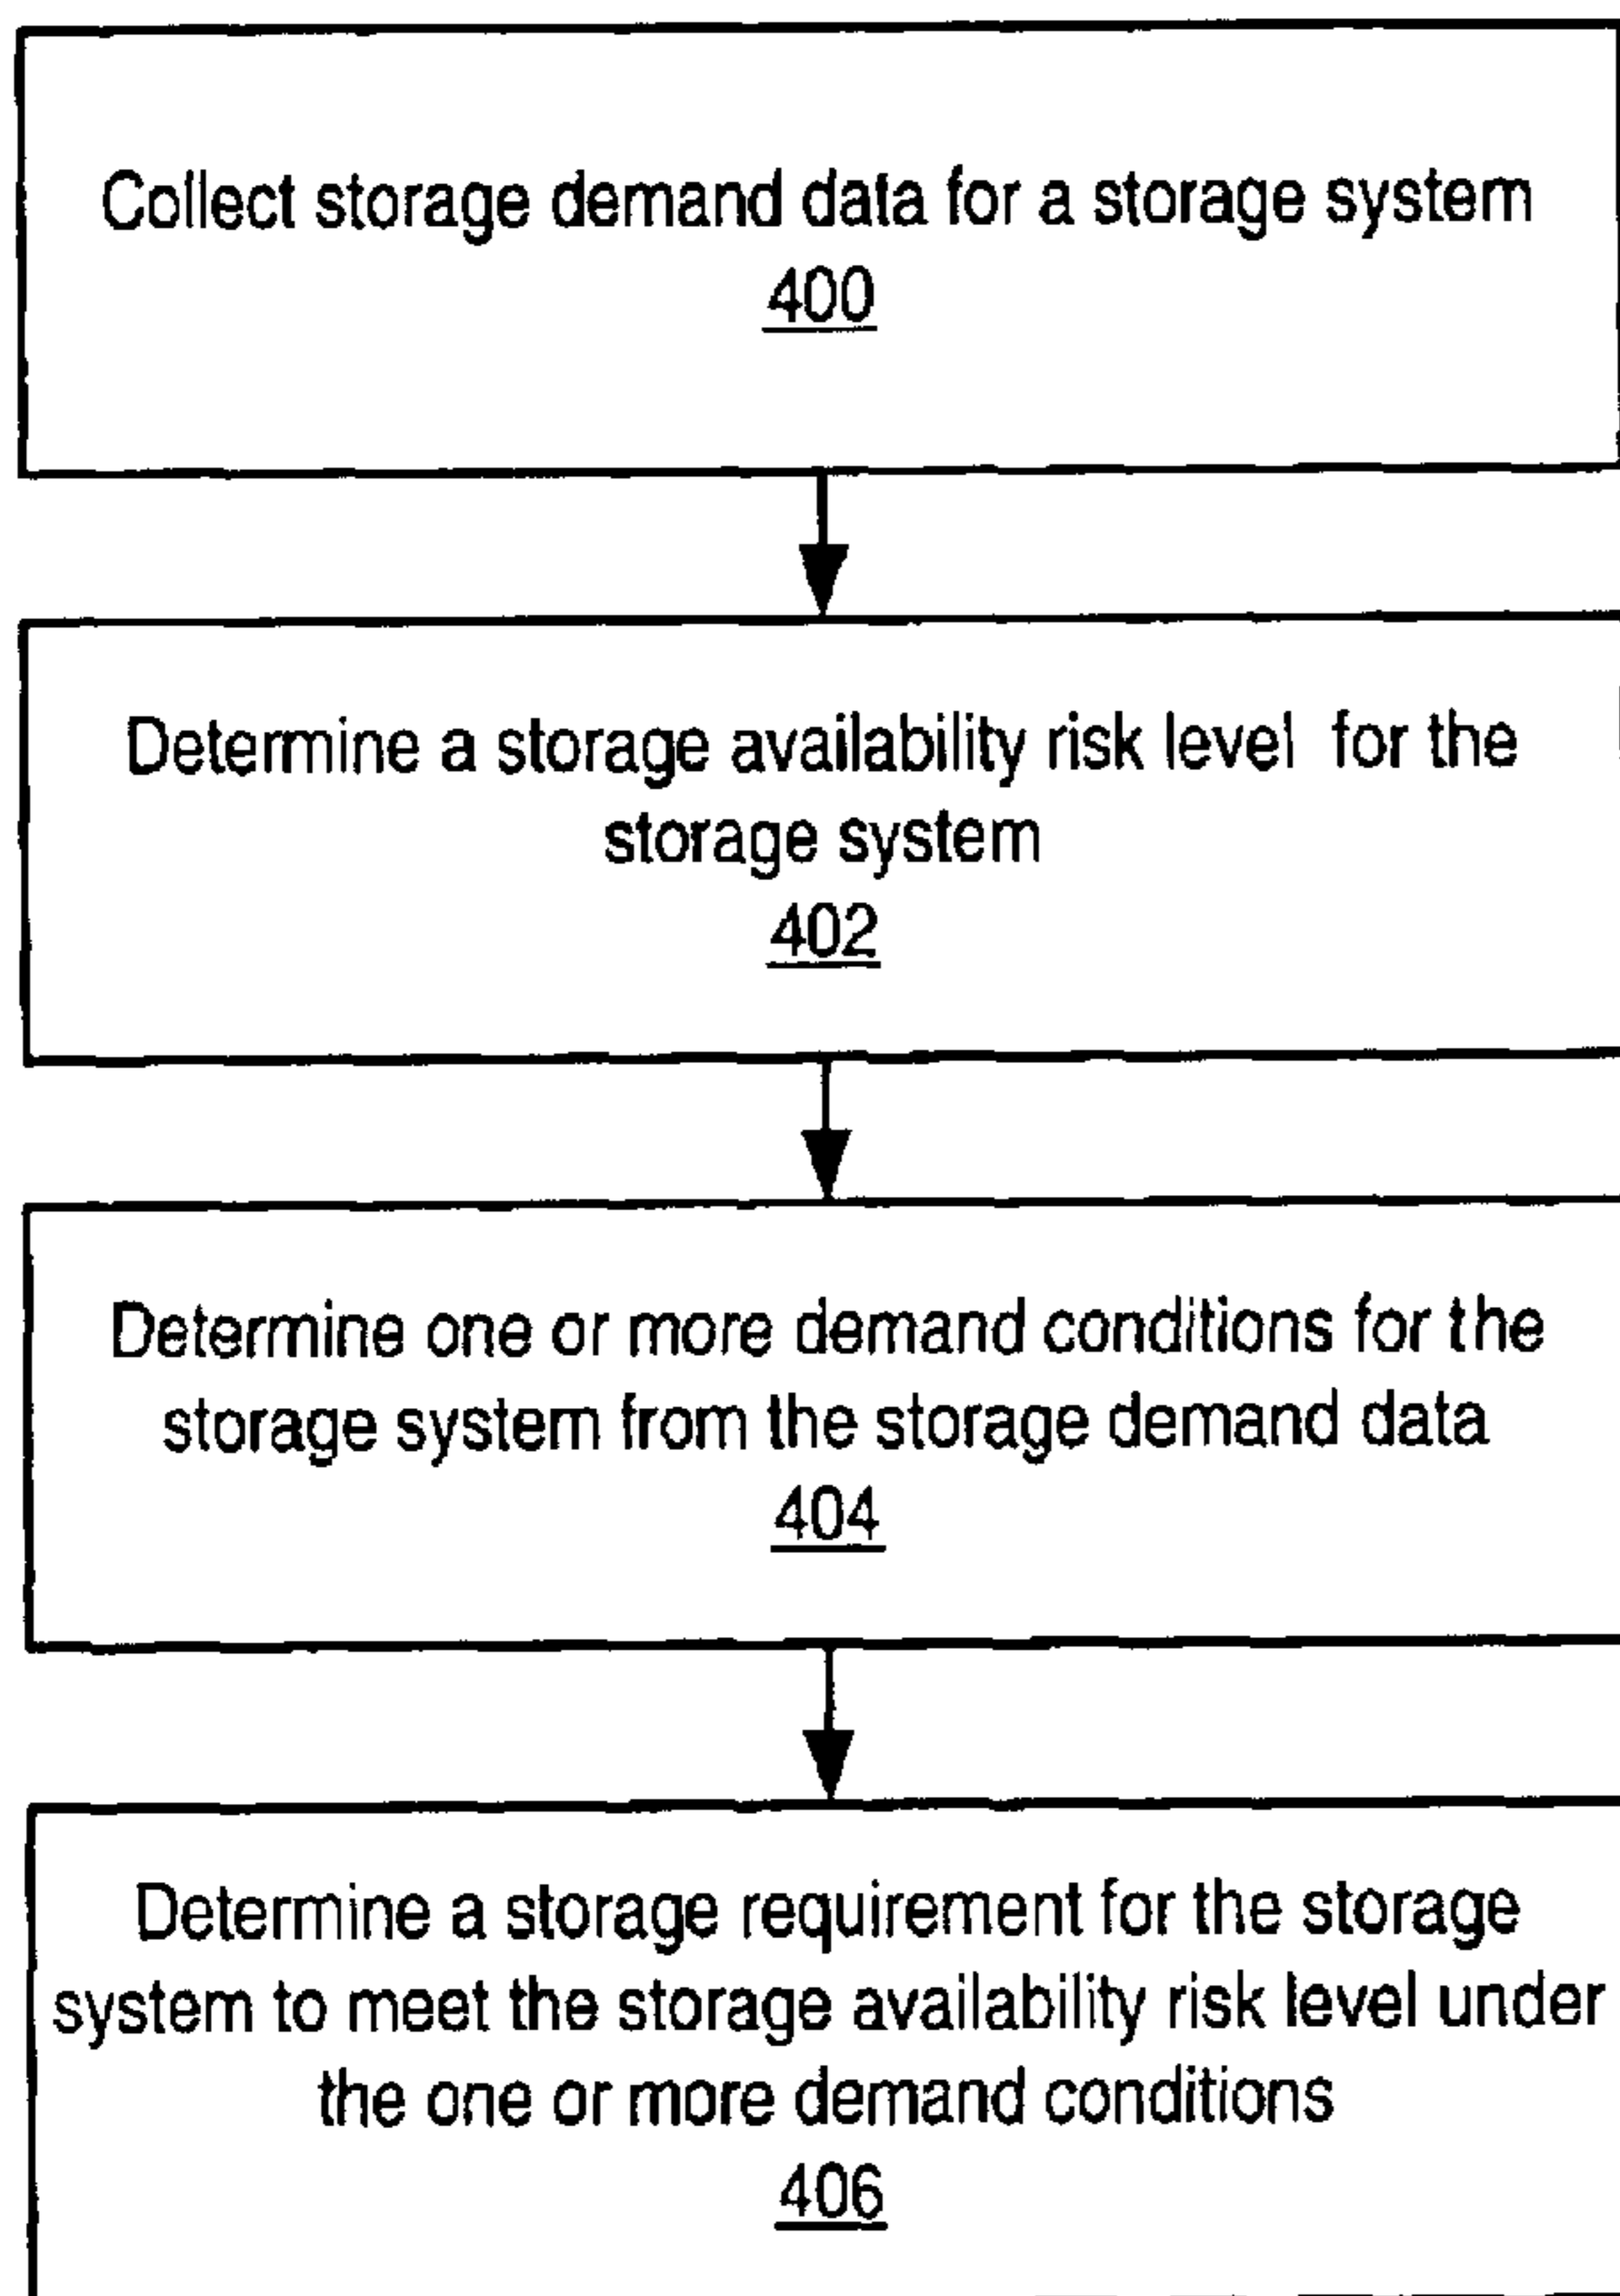 Collect storage demand data for a storage system
400
Determine a storage availability risk level for the
storage system
402
Determine one or more demand conditions for the
storage system from the storage demand data
404
Determine a storage requirement for the storage
system to meet the storage availability risk level under
the one or more demand conditions
406